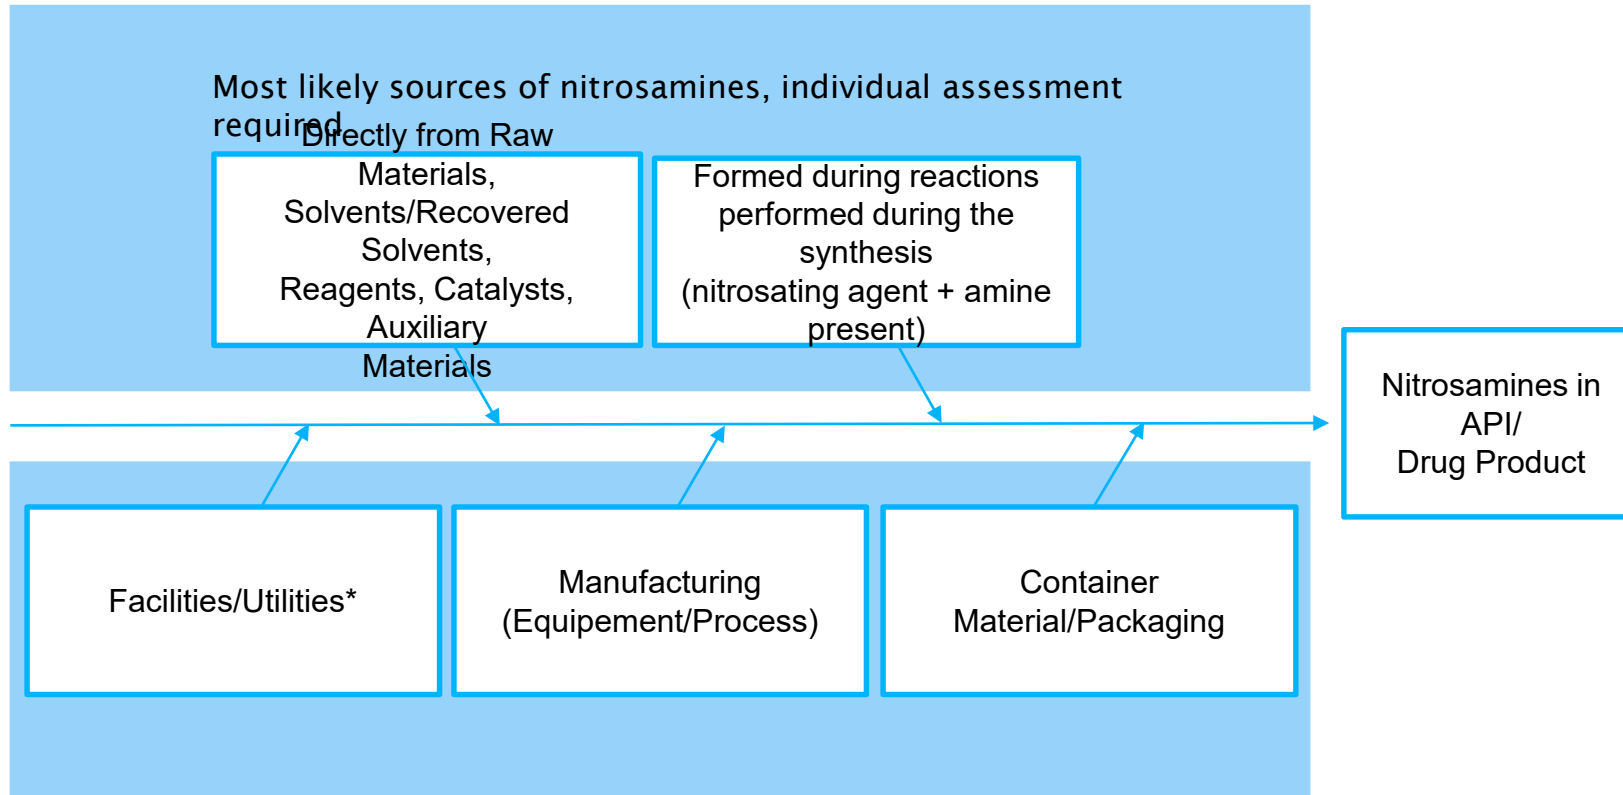 Most likely sources of nitrosamines, individual assessment
required
Directly from Raw
Materials,
Solvents/Recovered
Solvents,
Reagents, Catalysts,
Auxiliary
Materials
Formed during reactions
performed during the
synthesis
(nitrosating agent + amine
present)
Nitrosamines in
API/
Drug Product
Facilities/Utilities*
Manufacturing
(Equipement/Process)
Container
Material/Packaging